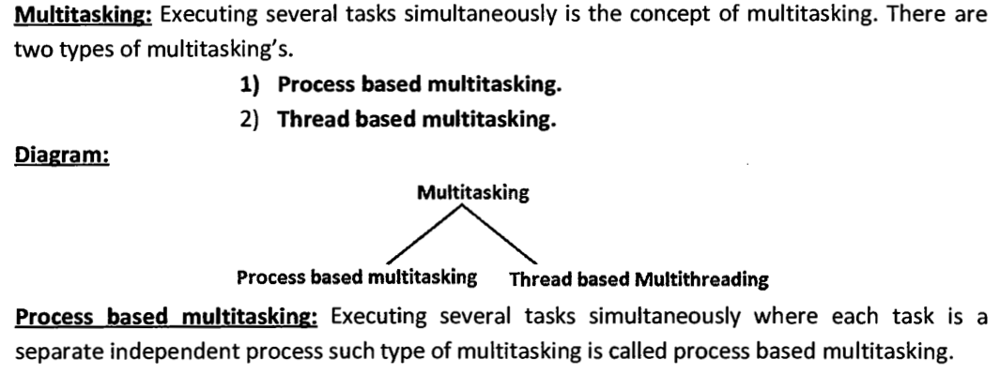 Multitasking: Executing several tasks simultaneously is the concept of multitasking. There are
two types of multitasking's.
1) Process based multitasking.
2) Thread based multitasking.
Diagram:
Multitasking
Process based multitasking Thread based Multithreading
Process based multitasking: Executing several tasks simultaneously where each task is a
separate independent process such type of multitasking is called process based multitasking.